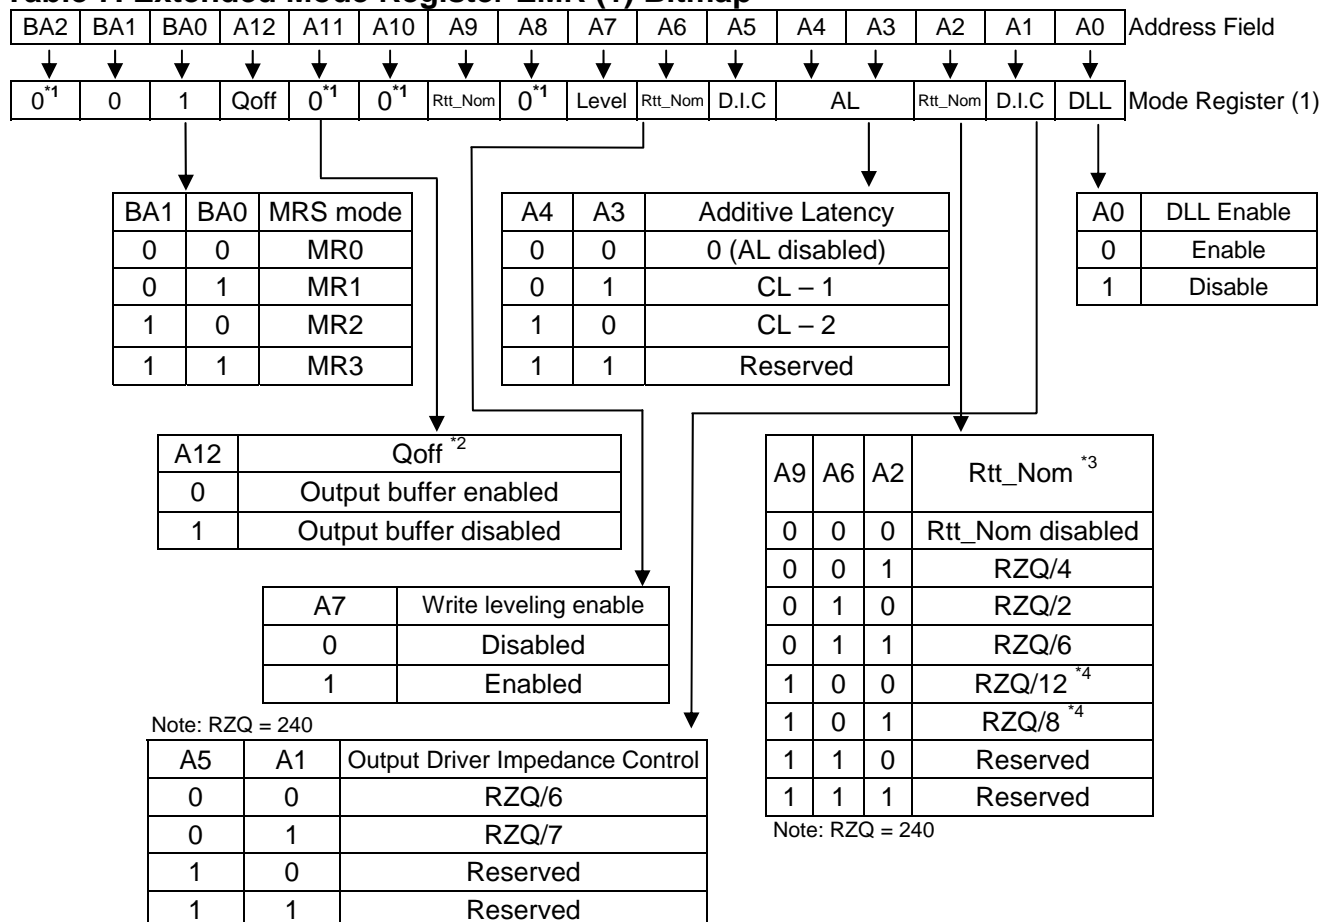 Table 7. Extended Mode Register EMR (1) Bitmap
BA2 BA1 BA0 A12 A11 A10 A9 A8 A7 A6 A5 A4 A3 A2 A1 A0 Address Field
0*1 0 1 Qoff 0*1 0*1 Rtt_Nom 0*1 Level Rtt_Nom D.I.C AL Rtt_Nom D.I.C DLL Mode Register (1)
BA1 BA0 MRS mode
0 0 MR0
0 1 MR1
1 0 MR2
1 1 MR3
A4 A3 Additive Latency
0 0 0 (AL disabled)
0 1 CL – 1
1 0 CL – 2
1 1 Reserved
A0 DLL Enable
0 Enable
1 Disable
A12 Qoff *2
0 Output buffer enabled
1 Output buffer disabled
A7 Write leveling enable
0 Disabled
1 Enabled
Note: RZQ = 240
A5 A1 Output Driver Impedance Control
0 0 RZQ/6
0 1 RZQ/7
1 0 Reserved
1 1 Reserved
A9 A6 A2 Rtt_Nom *3
0 0 0 Rtt_Nom disabled
0 0 1 RZQ/4
0 1 0 RZQ/2
0 1 1 RZQ/6
1 0 0 RZQ/12 *4
1 0 1 RZQ/8 *4
1 1 0 Reserved
1 1 1 Reserved
Note: RZQ = 240